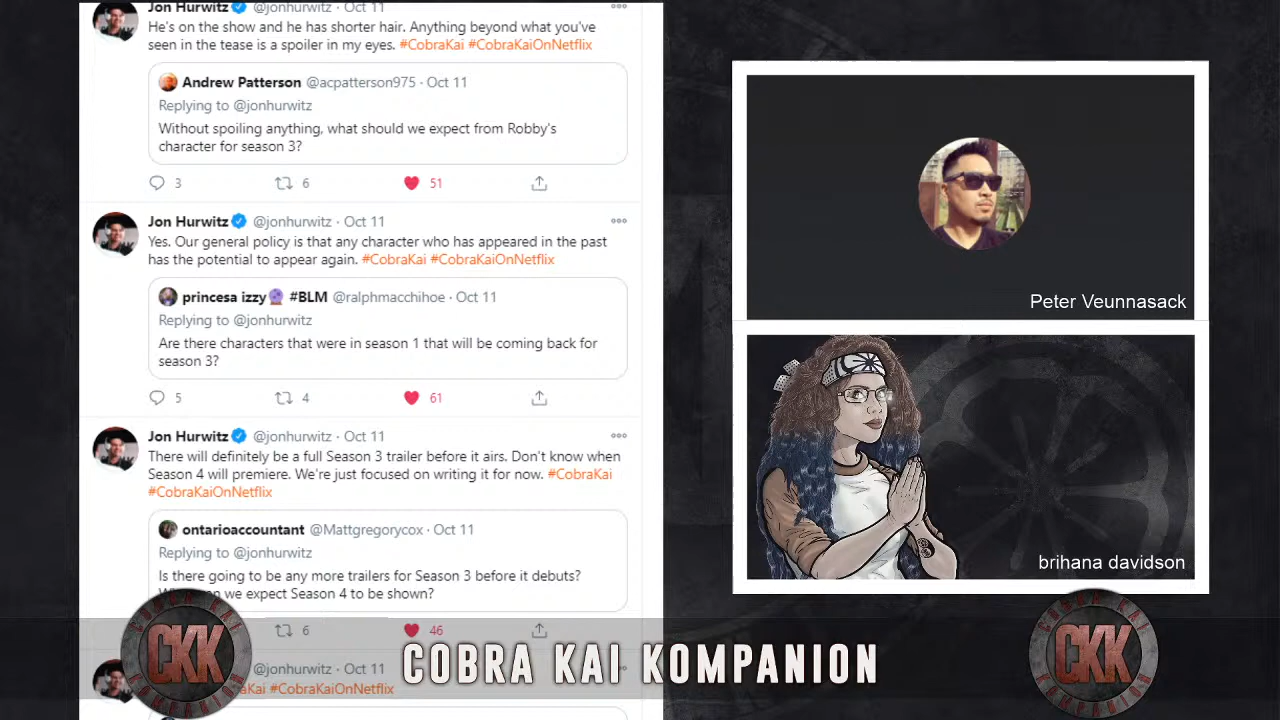 Jon Hurwitz @jonhurwitz · Oct 11
He's on the show and he has shorter hair. Anything beyond what you've
seen in the tease is a spoiler in my eyes. #CobraKai #CobraKaiOnNetflix
Andrew Patterson @acpatterson975 · Oct 11
Replying to @jonhurwitz
Without spoiling anything, what should we expect from Robby's
character for season 3?
3 6 51
Jon Hurwitz @jonhurwitz · Oct 11
Yes. Our general policy is that any character who has appeared in the past
has the potential to appear again. #CobraKai #CobraKaiOnNetflix
princesa izzy🔮 #BLM @ralphmacchihoe · Oct 11
Replying to @jonhurwitz
Are there characters that were in season 1 that will be coming back for
season 3?
5 4 61
Jon Hurwitz @jonhurwitz · Oct 11
There will definitely be a full Season 3 trailer before it airs. Don't know when
Season 4 will premiere. We're just focused on writing it for now. #CobraKai
#CobraKaiOnNetflix
ontarioaccountant @Mattgregorycox · Oct 11
Replying to @jonhurwitz
Is there going to be any more trailers for Season 3 before it debuts?
we expect Season 4 to be shown?
6 46
@jonhurwitz · Oct 11
#CobraKaiOnNetflix
Peter Veunnasack
brihana davidson
COBRA KAI
CKK
KOMPANION
COBRA KAI KOMPANION
COBRA KAI
CKK
KOMPANION